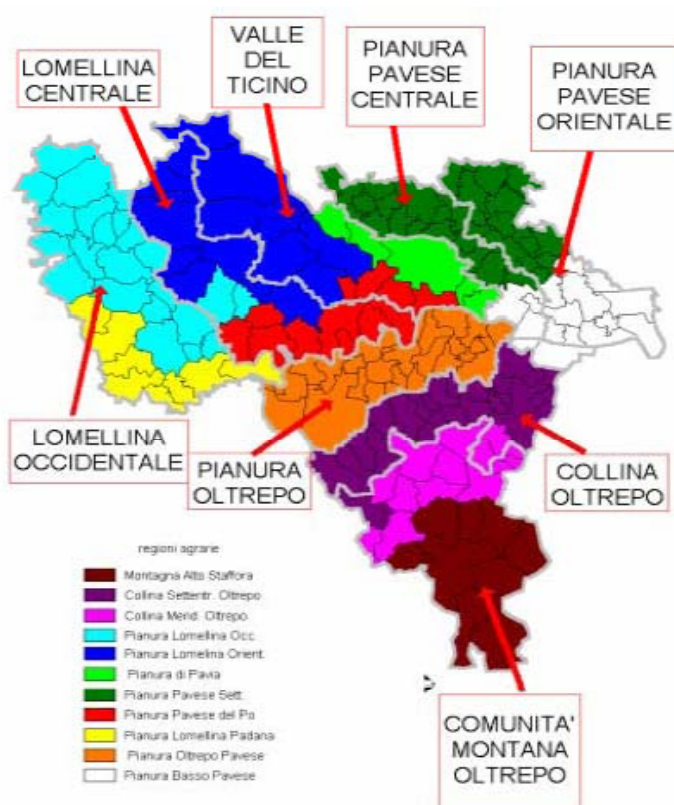 LOMELLINA
CENTRALE
VALLE
DEL
TICINO
PIANURA
PAVESE
CENTRALE
PIANURA
PAVESE
ORIENTALE
LOMELLINA
OCCIDENTALE
PIANURA
OLTREPO
COLLINA
OLTREPO
COMUNITA'
MONTANA
OLTREPO
regioni agrarie
Montagna Alto Staffora
Collina Settentr. Oltrepo
Collina Merid. Oltrepo
Pianura Lomellina Occ.
Pianura Lomellina Orient.
Pianura di Pavia
Pianura Pavese Sett.
Pianura Pavese del Po
Pianura Lomellina Padana
Pianura Oltrepo Pavese
Pianura Basso Pavese